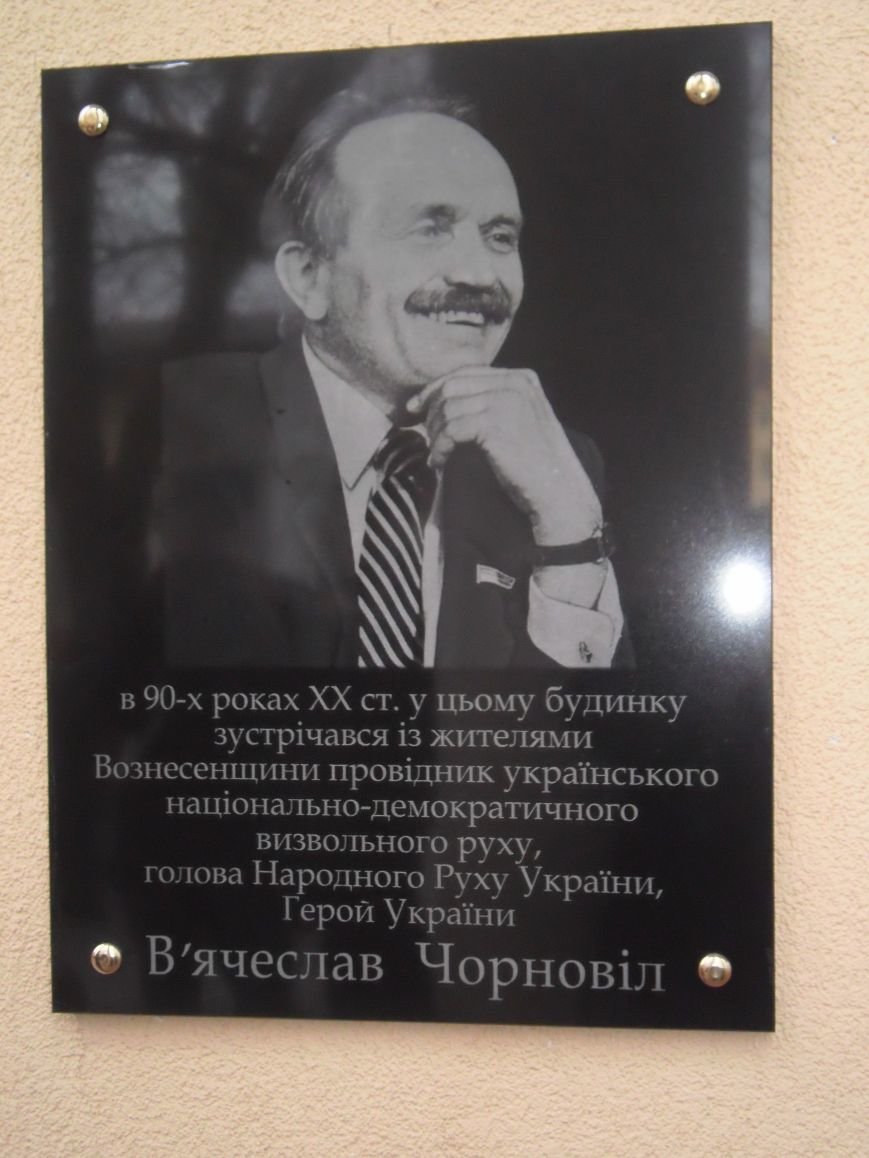 в 90-х роках ХХ ст. у цьому будинку
зустрічався із жителями
Вознесенщини провідник українського
національно-демократичного
визвольного руху,
голова Народного Руху України,
Герой України
В'ячеслав Чорновіл